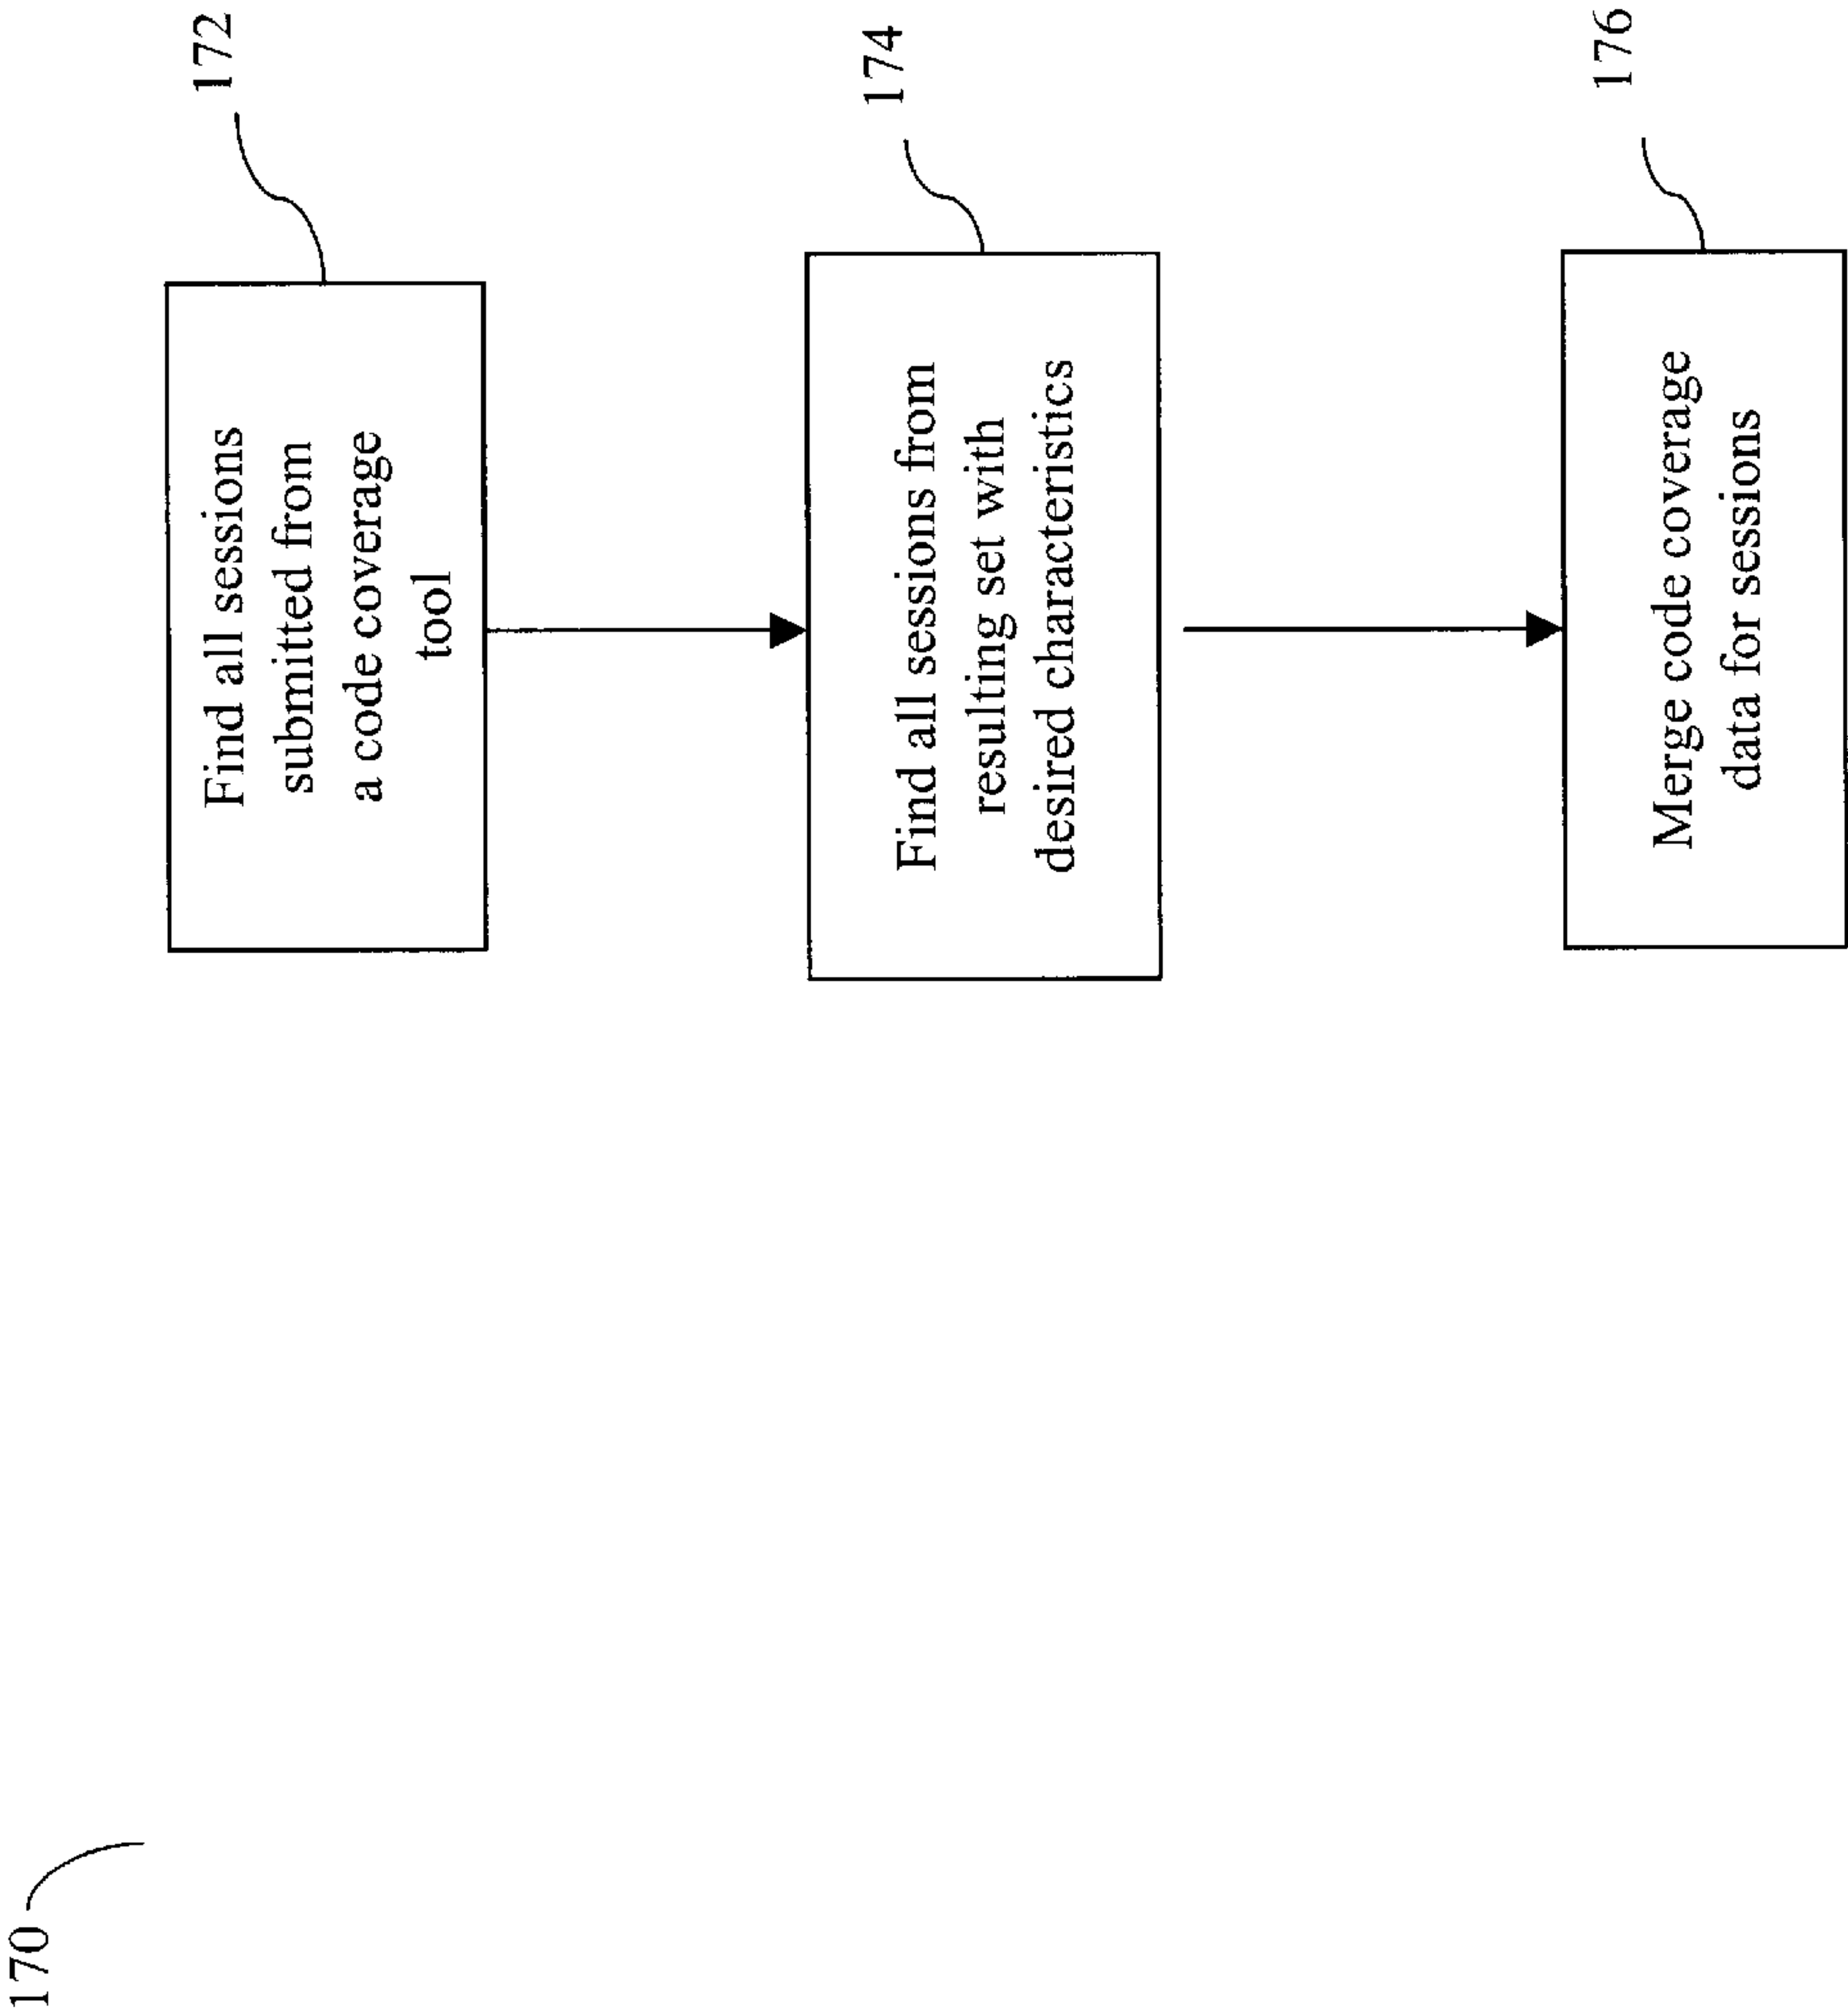 170
Find all sessions
submitted from
a code coverage
tool
172
Find all sessions from
resulting set with
desired characteristics
174
Merge code coverage
data for sessions
176